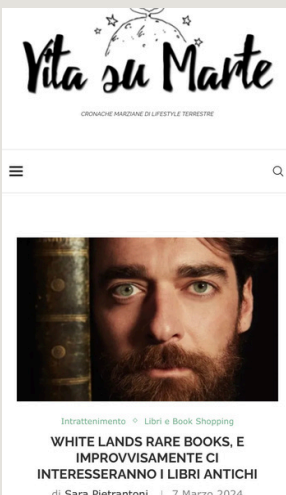 Vita su Marte
CRONACHE MARZIANE DI LIFESTYLE TERRESTRE
Intrattenimento ◇ Libri e Book Shopping
WHITE LANDS RARE BOOKS, E
IMPROVVISAMENTE CI
INTERESSERANNO I LIBRI ANTICHI
di Sara Pietrantoni | 7 Marzo 2024